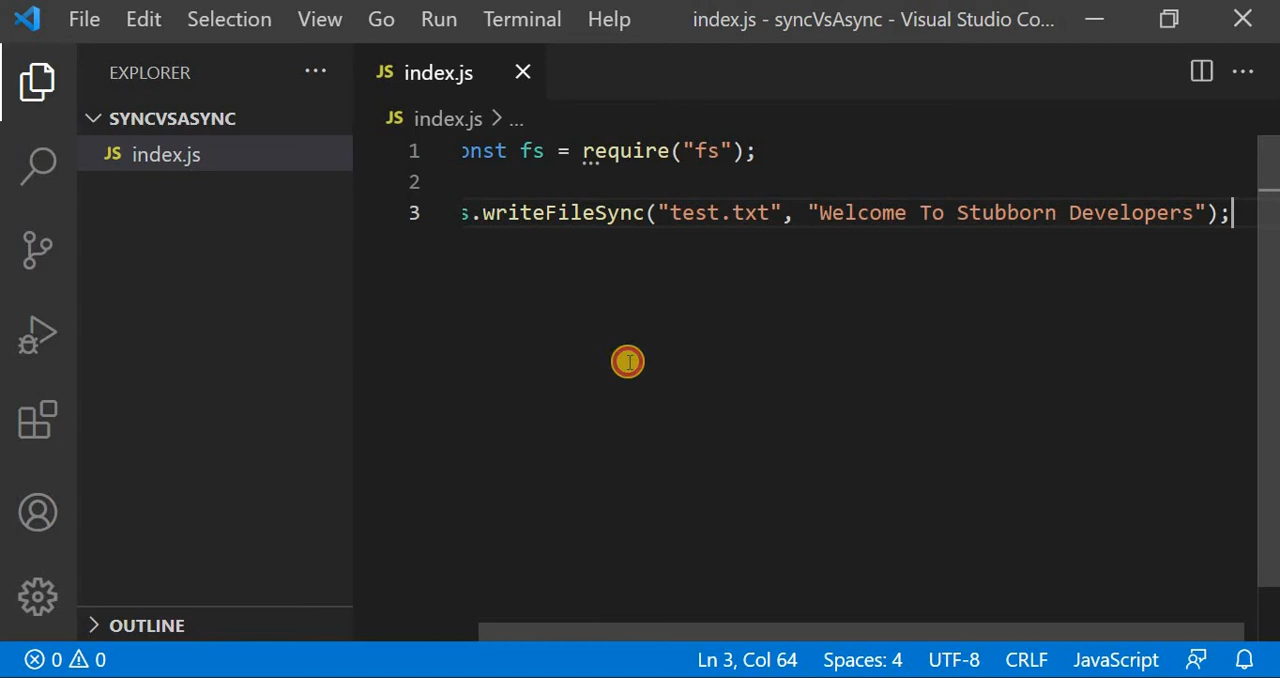 File Edit Selection View Go Run Terminal Help index.js - syncVsAsync - Visual Studio Co...
EXPLORER ...
JS index.js
SYNCVSASYNC
JS index.js > ...
JS index.js
1 onst fs = require("fs");
2
3 s.writeFileSync("test.txt", "Welcome To Stubborn Developers");
OUTLINE
0 0 Ln 3, Col 64 Spaces: 4 UTF-8 CRLF JavaScript